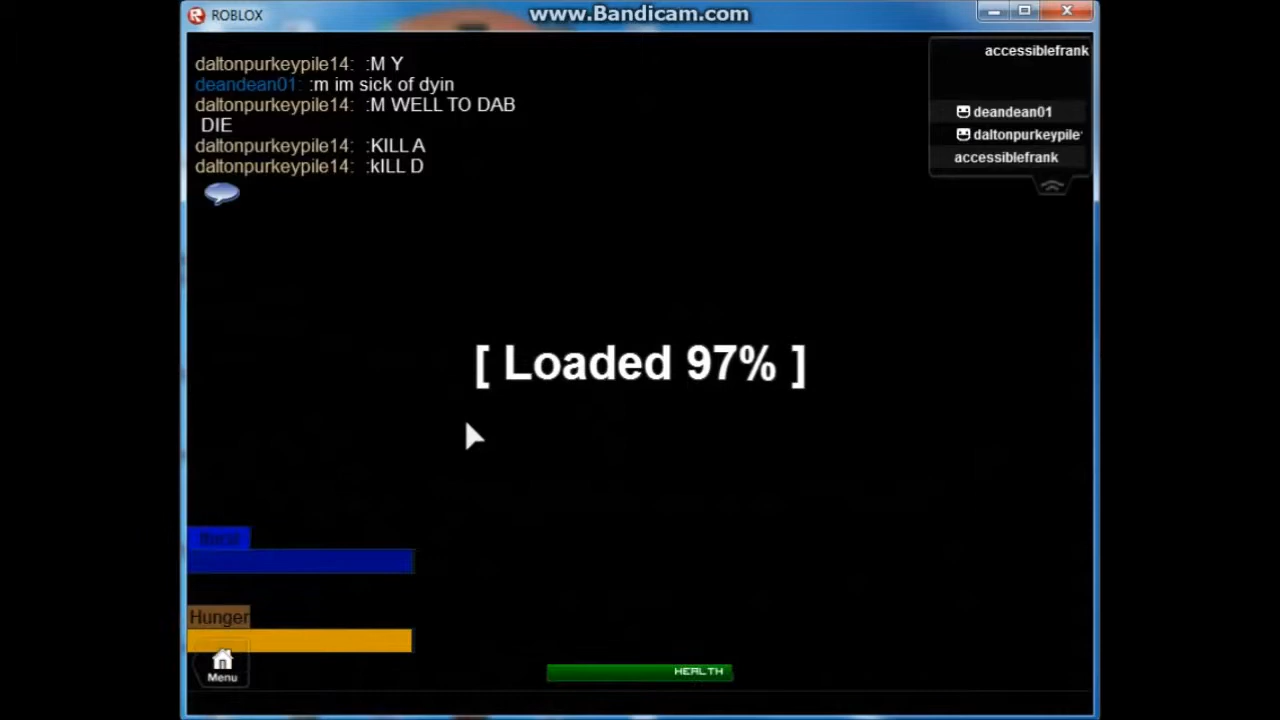 ROBLOX
www.Bandicam.com
daltonpurkeypile14: :M Y
deandean01: :m im sick of dyin
daltonpurkeypile14: :M WELL TO DAB
DIE
daltonpurkeypile14: :KILL A
daltonpurkeypile14: :kILL D
accessiblefrank
deandean01
daltonpurkeypile
accessiblefrank
[ Loaded 97% ]
Hunger
Menu
HEALTH